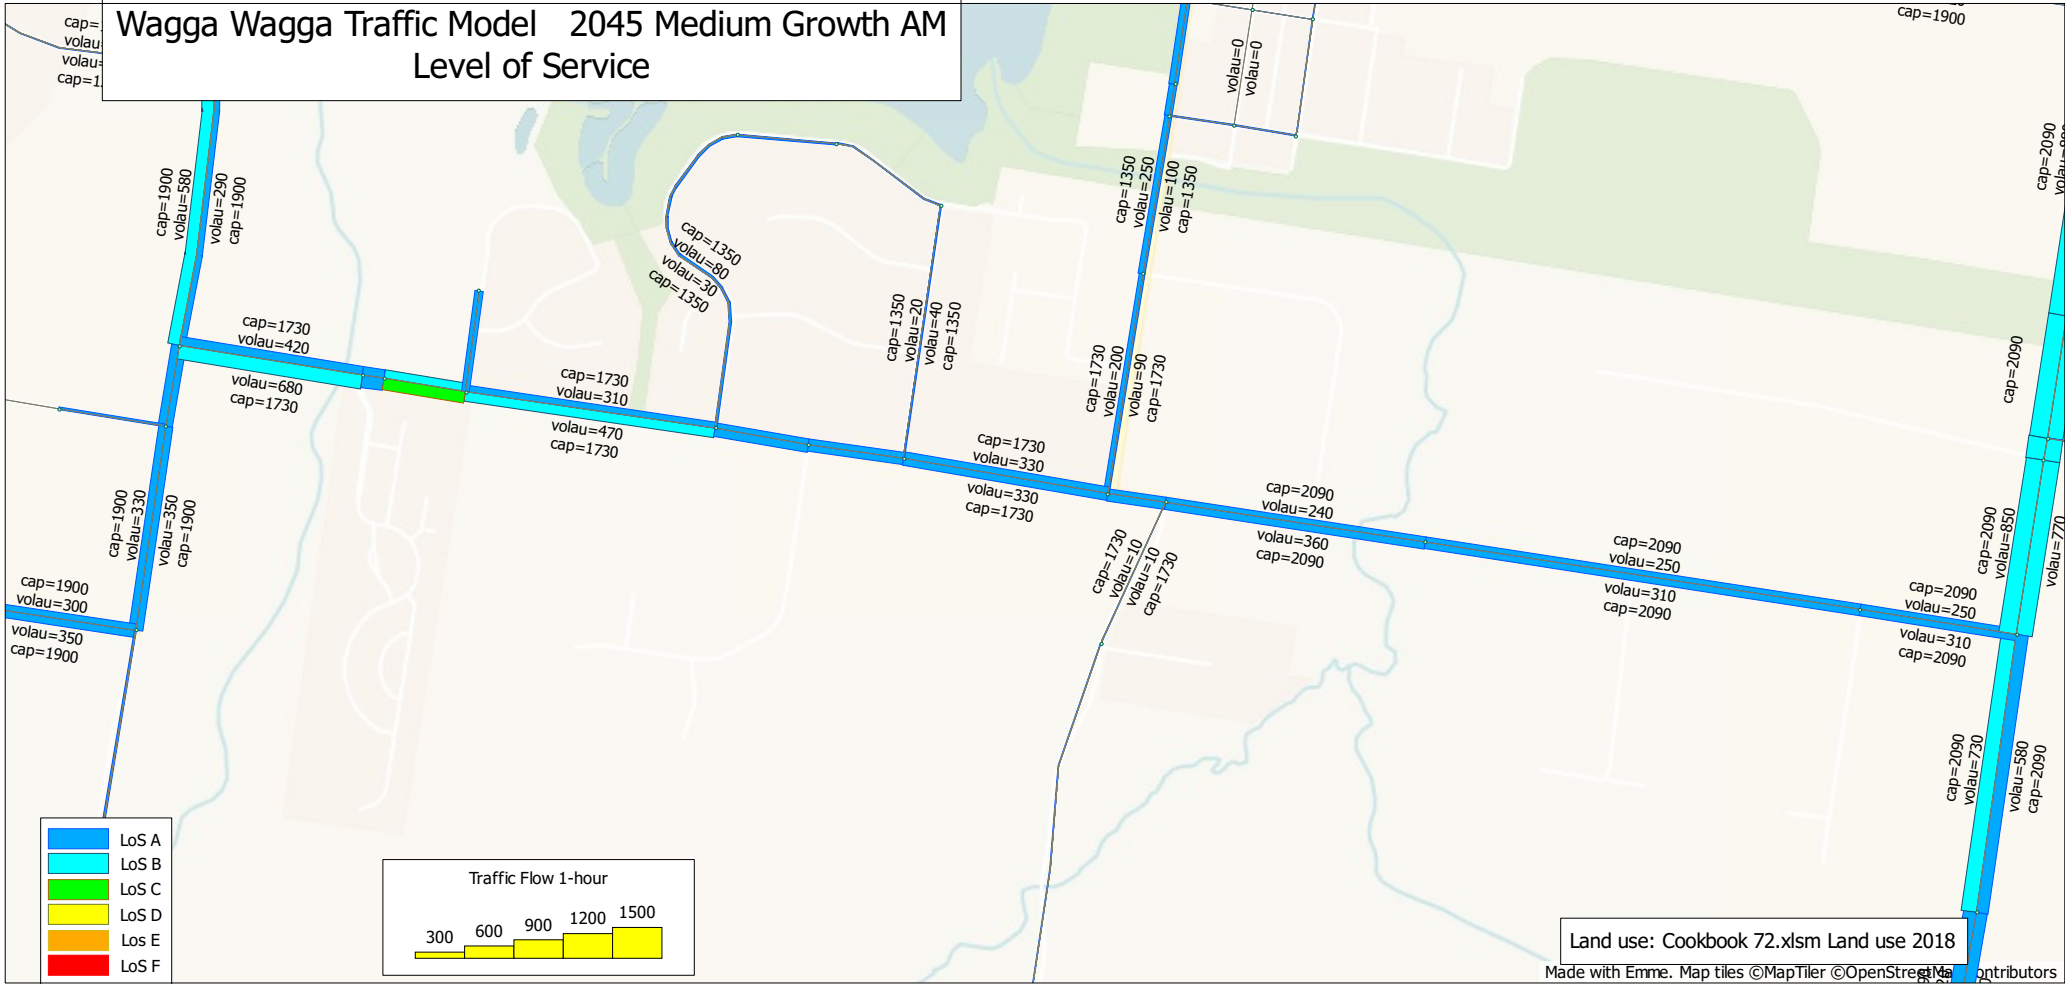 Wagga Wagga Traffic Model 2045 Medium Growth AM
Level of Service
cap=1900
volau=0
volau=0
cap=2090
cap=1900
volau=580
volau=290
cap=1900
cap=1350
volau=250
volau=100
cap=1350
cap=1350
volau=80
volau=30
cap=1350
cap=1350
volau=20
volau=40
cap=1350
cap=1730
volau=420
volau=680
cap=1730
cap=1730
volau=310
volau=470
cap=1730
cap=1730
volau=200
volau=90
cap=1730
cap=2090
cap=1730
volau=330
volau=330
cap=1730
cap=2090
volau=240
volau=360
cap=2090
cap=1900
volau=330
volau=350
cap=1900
cap=1730
volau=10
volau=10
cap=1730
cap=2090
volau=250
volau=310
cap=2090
cap=2090
volau=850
volau=770
cap=1900
volau=300
volau=350
cap=1900
cap=2090
volau=250
volau=310
cap=2090
cap=2090
volau=730
volau=580
cap=2090
LoS A
LoS B
LoS C
LoS D
Los E
LoS F
Traffic Flow 1-hour
300 600 900 1200 1500
Land use: Cookbook 72.xlsm Land use 2018
Made with Emme. Map tiles ©MapTiler ©OpenStreetMap contributors